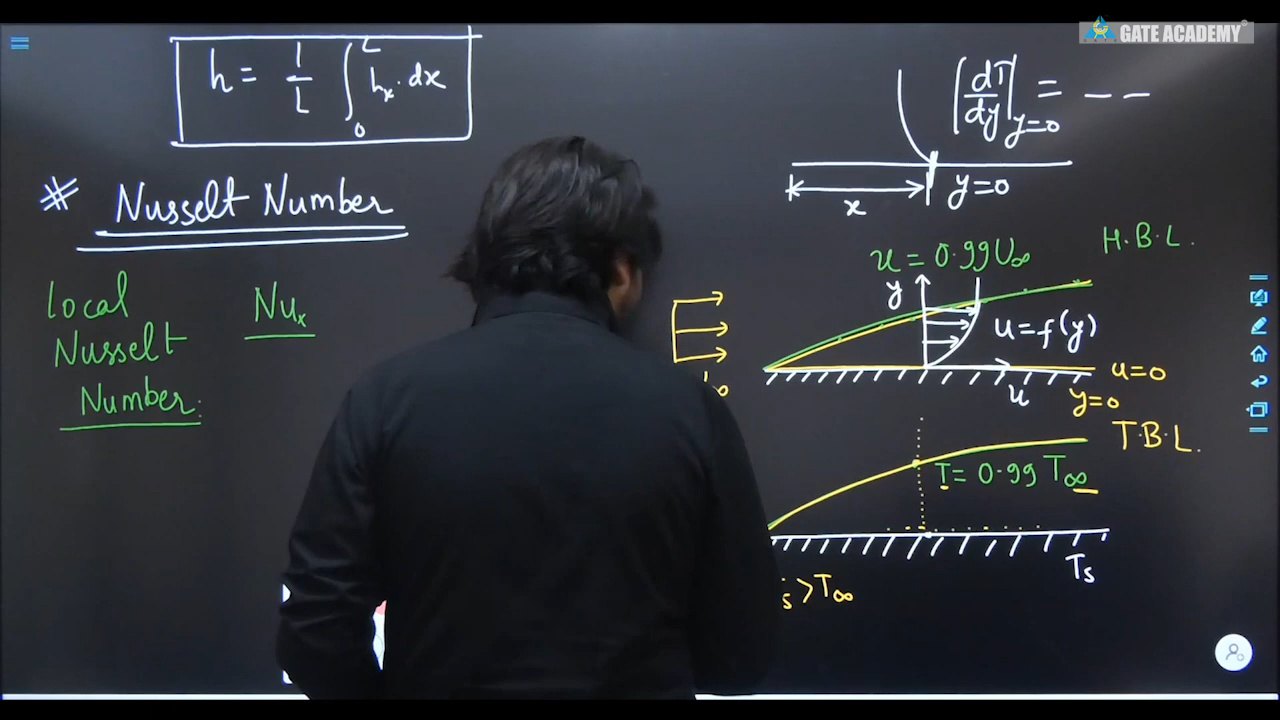 GATE ACADEMY®
h = 1/L ∫₀ᴸ hₓ. dx
* Nusselt Number
Local Nuₓ
Nusselt
Number:
dT/dy|y=0 = – –
x
y=0
H.B.L.
u = 0.99U∞
y
u=f(y)
u=0
u
y=0
T.B.L.
T= 0.99 T∞
Ts
s >T∞